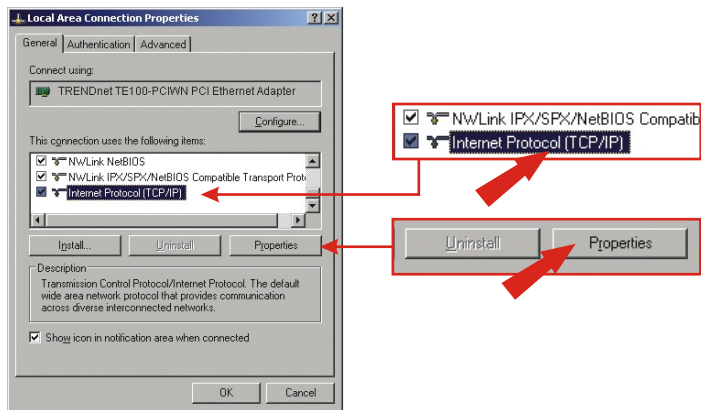 Local Area Connection Properties
General Authentication Advanced
Connect using:
TRENDnet TE100-PCIWN PCI Ethernet Adapter
Configure...
This connection uses the following items:
NWLink NetBIOS
NWLink IPX/SPX/NetBIOS Compatible Transport Prot
Internet Protocol (TCP/IP)
Install... Uninstall Properties
Description
Transmission Control Protocol/Internet Protocol. The default
wide area network protocol that provides communication
across diverse interconnected networks.
Show icon in notification area when connected
OK Cancel
NWLink IPX/SPX/NetBIOS Compatib
Internet Protocol (TCP/IP)
Uninstall Properties